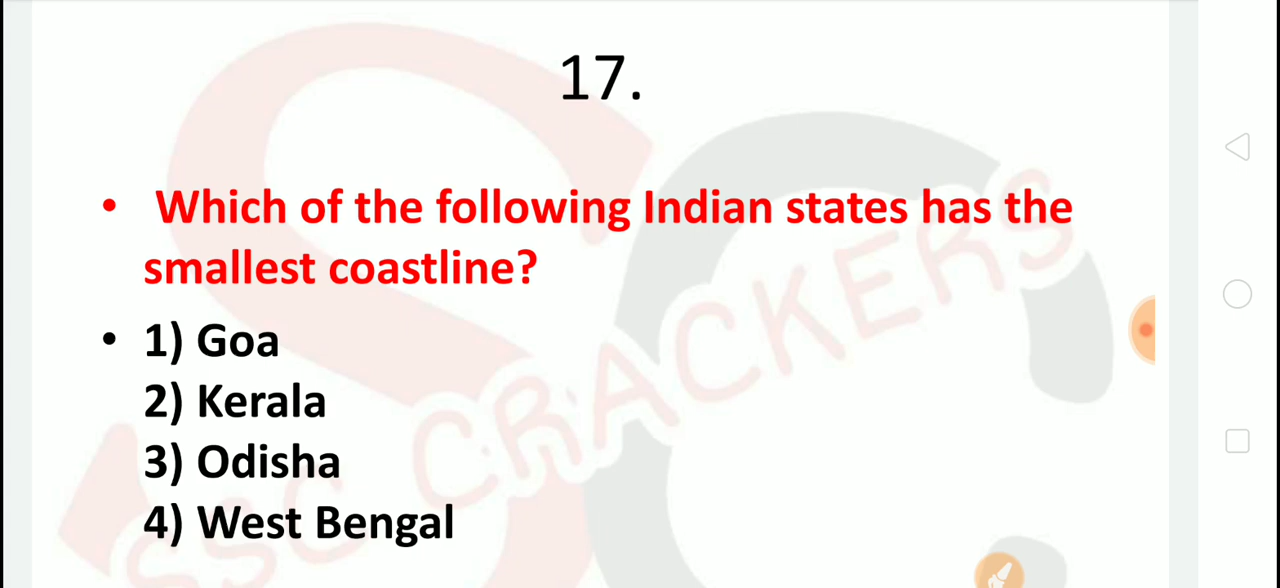 17.
• Which of the following Indian states has the
smallest coastline?
• 1) Goa
2) Kerala
3) Odisha
4) West Bengal
SSC CRACKERS